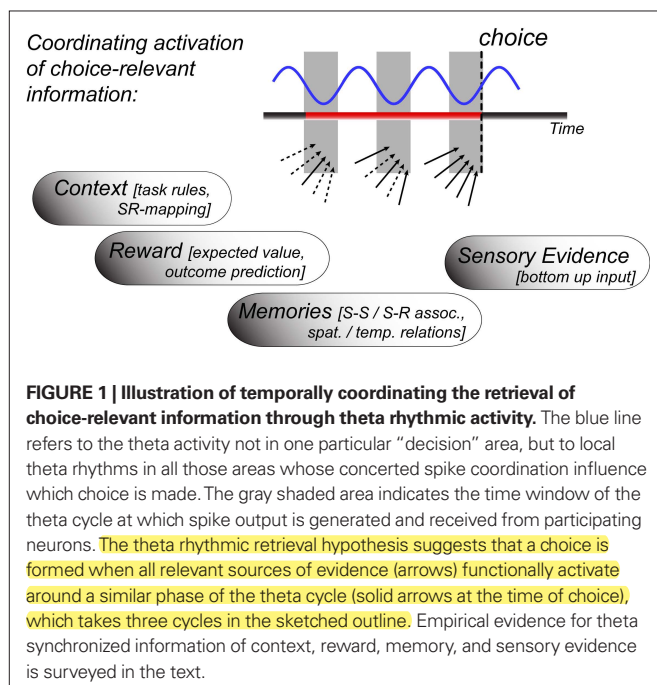 Coordinating activation
of choice-relevant
information:
choice
Time
Context [task rules,
SR-mapping]
Reward [expected value,
outcome prediction]
Sensory Evidence
[bottom up input]
Memories [S-S / S-R assoc.,
spat. / temp. relations]
FIGURE 1 | Illustration of temporally coordinating the retrieval of
choice-relevant information through theta rhythmic activity. The blue line
refers to the theta activity not in one particular “decision” area, but to local
theta rhythms in all those areas whose concerted spike coordination influence
which choice is made. The gray shaded area indicates the time window of the
theta cycle at which spike output is generated and received from participating
neurons. The theta rhythmic retrieval hypothesis suggests that a choice is
formed when all relevant sources of evidence (arrows) functionally activate
around a similar phase of the theta cycle (solid arrows at the time of choice),
which takes three cycles in the sketched outline. Empirical evidence for theta
synchronized information of context, reward, memory, and sensory evidence
is surveyed in the text.